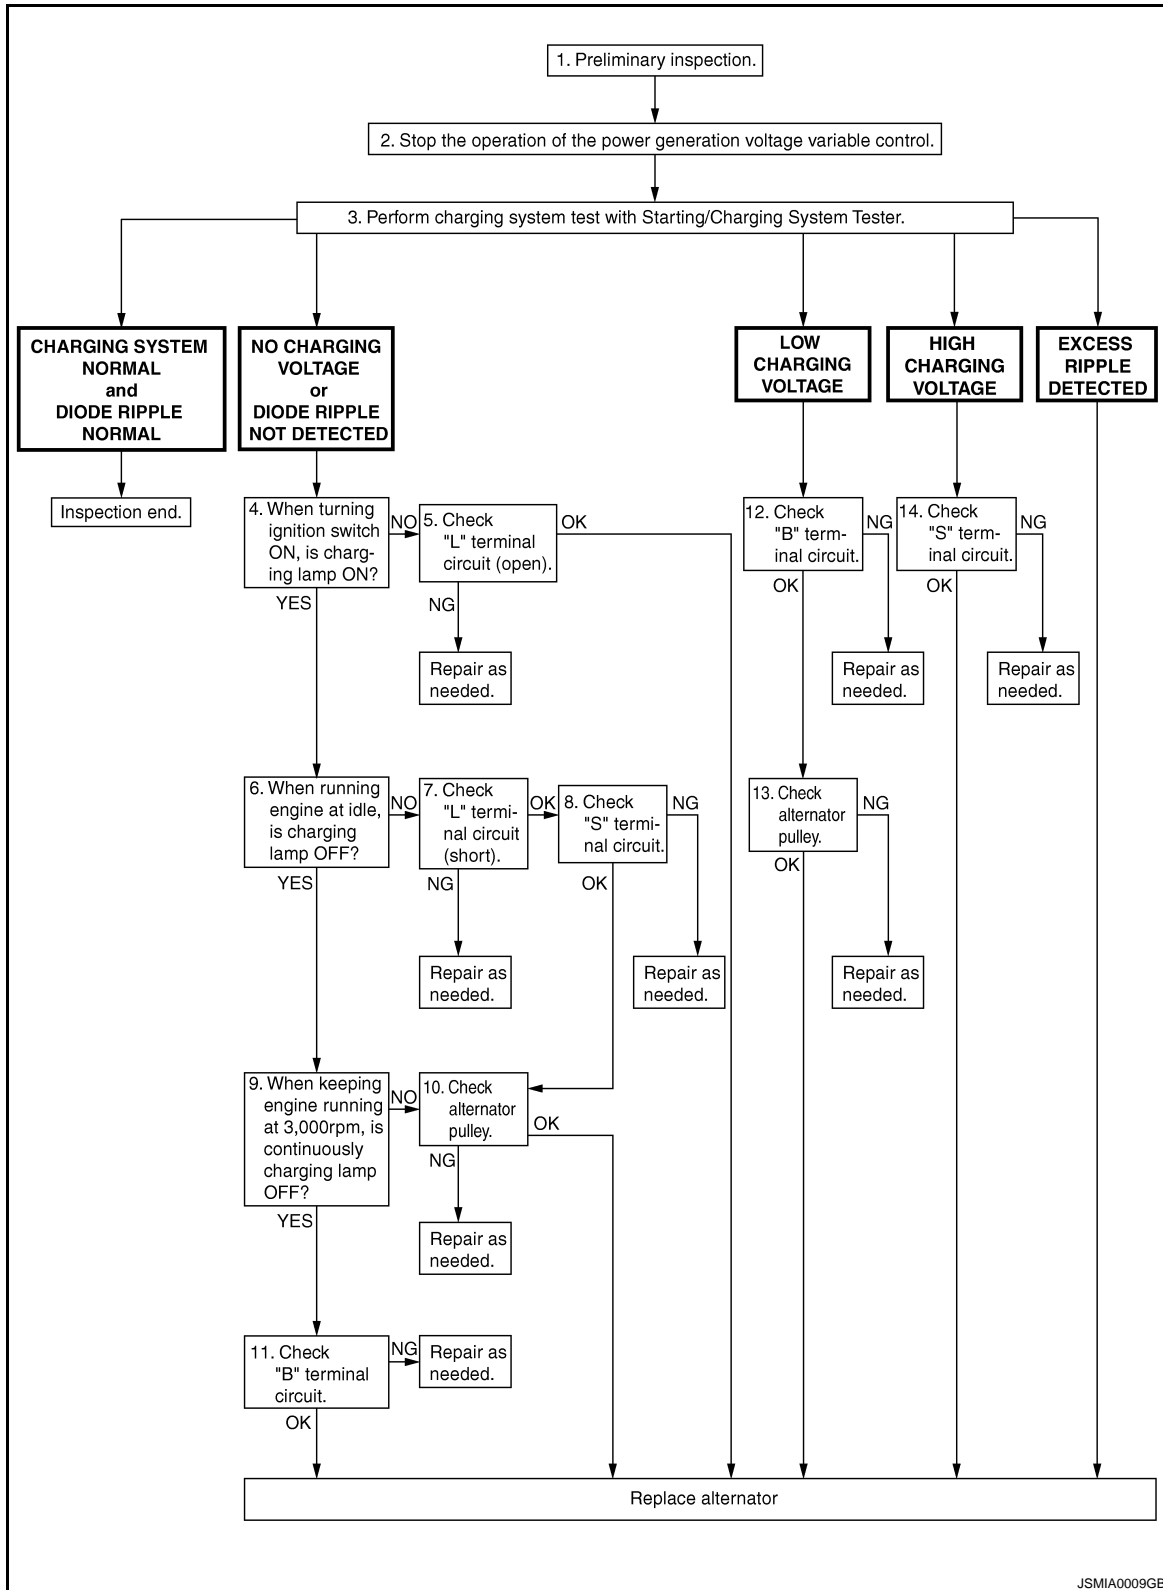 1. Preliminary inspection.
2. Stop the operation of the power generation voltage variable control.
3. Perform charging system test with Starting/Charging System Tester.
CHARGING SYSTEM
NORMAL
and
DIODE RIPPLE
NORMAL
NO CHARGING
VOLTAGE
or
DIODE RIPPLE
NOT DETECTED
LOW
CHARGING
VOLTAGE
HIGH
CHARGING
VOLTAGE
EXCESS
RIPPLE
DETECTED
Inspection end.
4. When turning
ignition switch
ON, is charg-
ing lamp ON?
NO
YES
5. Check
"L" terminal
circuit (open).
OK
NG
Repair as
needed.
12. Check
"B" term-
inal circuit.
NG
OK
Repair as
needed.
14. Check
"S" term-
inal circuit.
NG
OK
Repair as
needed.
6. When running
engine at idle,
is charging
lamp OFF?
NO
YES
7. Check
"L" termi-
nal circuit
(short).
OK
NG
Repair as
needed.
8. Check
"S" termi-
nal circuit.
NG
OK
Repair as
needed.
13. Check
alternator
pulley.
NG
OK
Repair as
needed.
9. When keeping
engine running
at 3,000rpm, is
continuously
charging lamp
OFF?
NO
YES
10. Check
alternator
pulley.
OK
NG
Repair as
needed.
11. Check
"B" terminal
circuit.
NG
OK
Repair as
needed.
Replace alternator
JSMIA0009GB